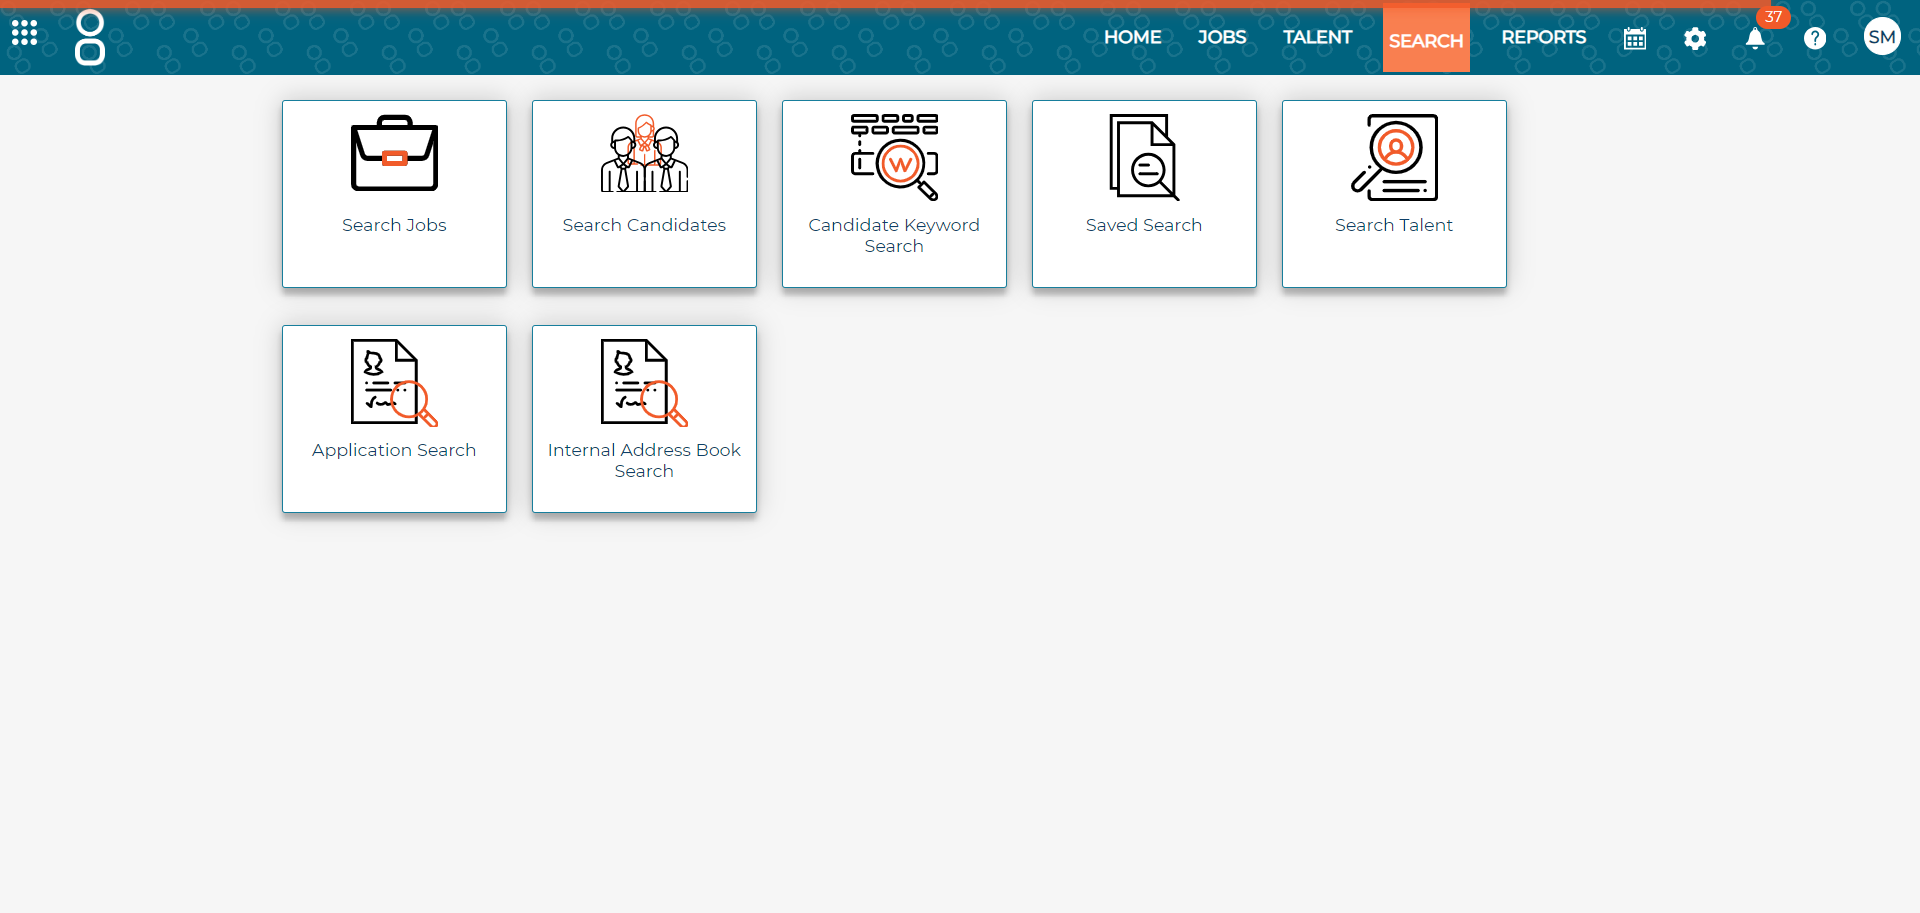 HOME JOBS TALENT SEARCH REPORTS 37 ? SM
Search Jobs
Search Candidates
W
Candidate Keyword
Search
Saved Search
Search Talent
Application Search
Internal Address Book
Search